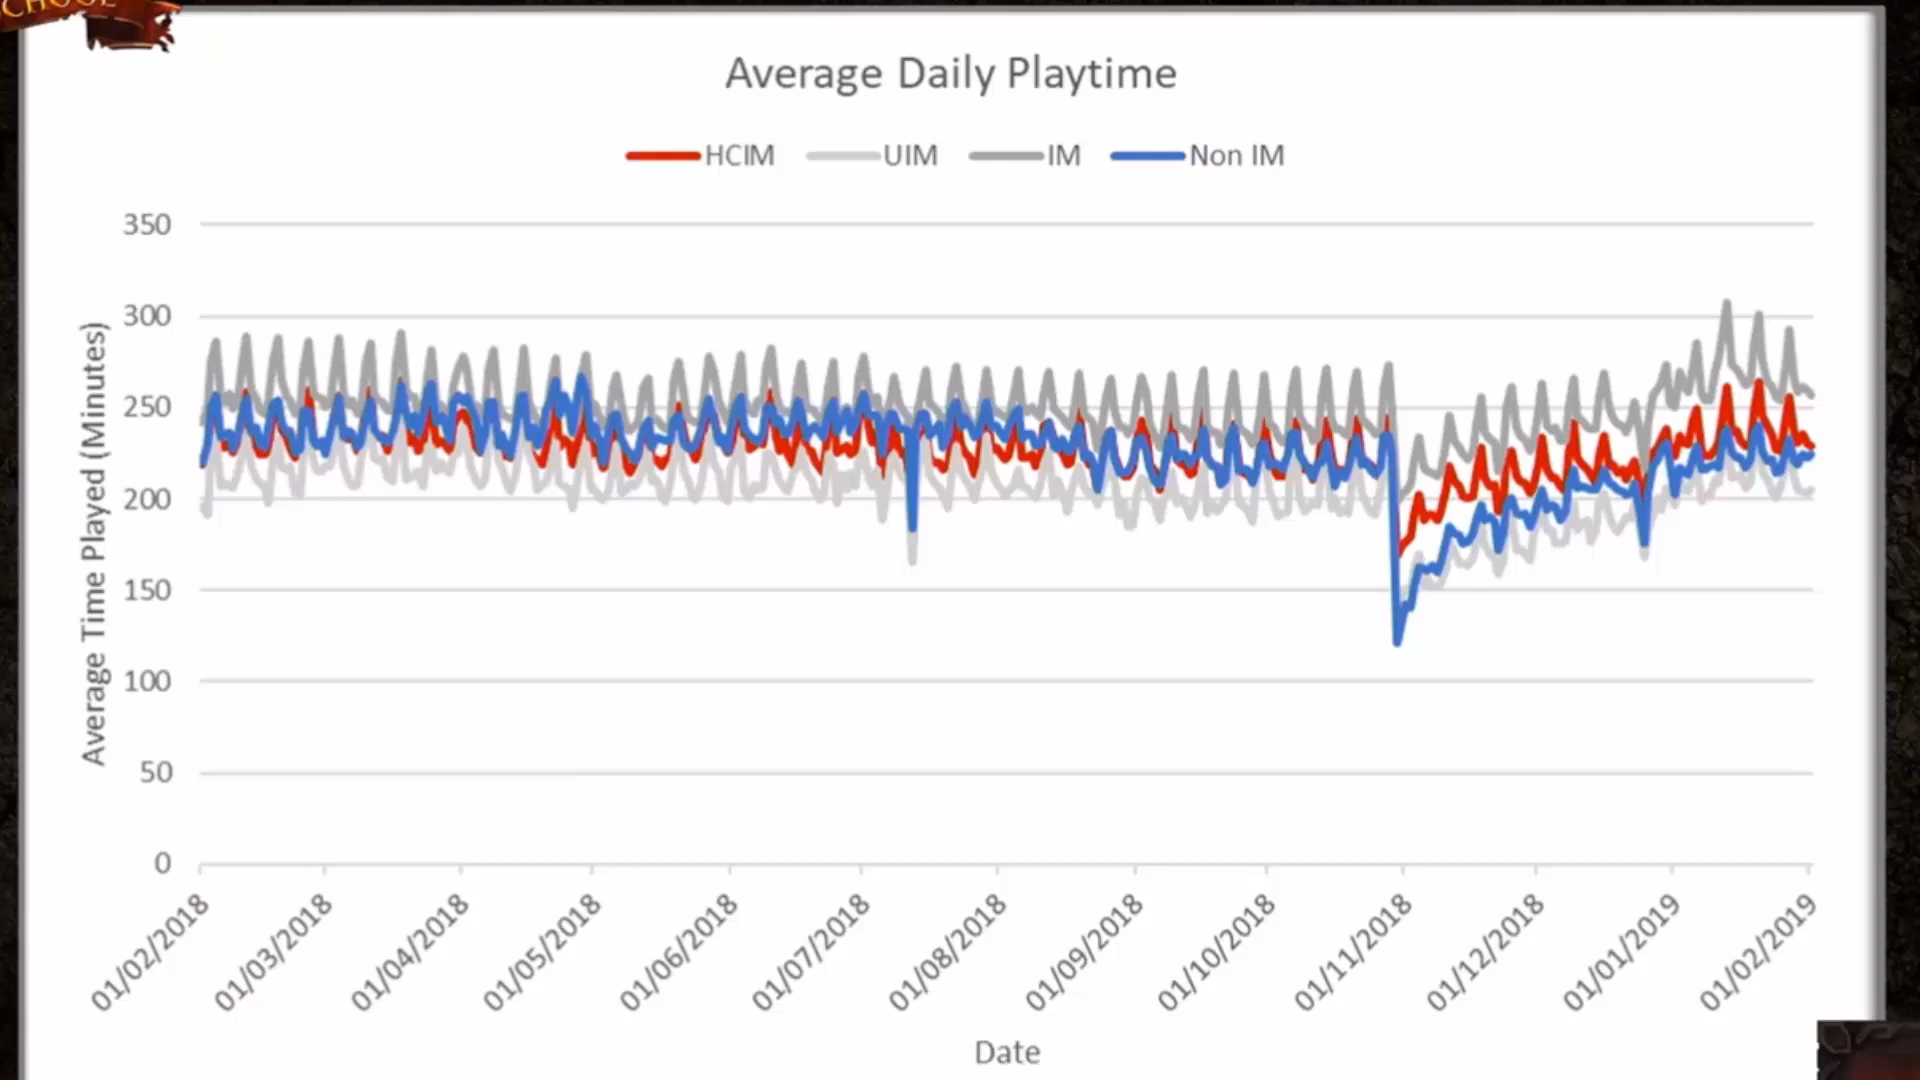 SCHOOL
Average Daily Playtime
HCIM UIM IM Non IM
Average Time Played (Minutes)
350
300
250
200
150
100
50
0
01/02/2018 01/03/2018 01/04/2018 01/05/2018 01/06/2018 01/07/2018 01/08/2018 01/09/2018 01/10/2018 01/11/2018 01/12/2018 01/01/2019 01/02/2019
Date